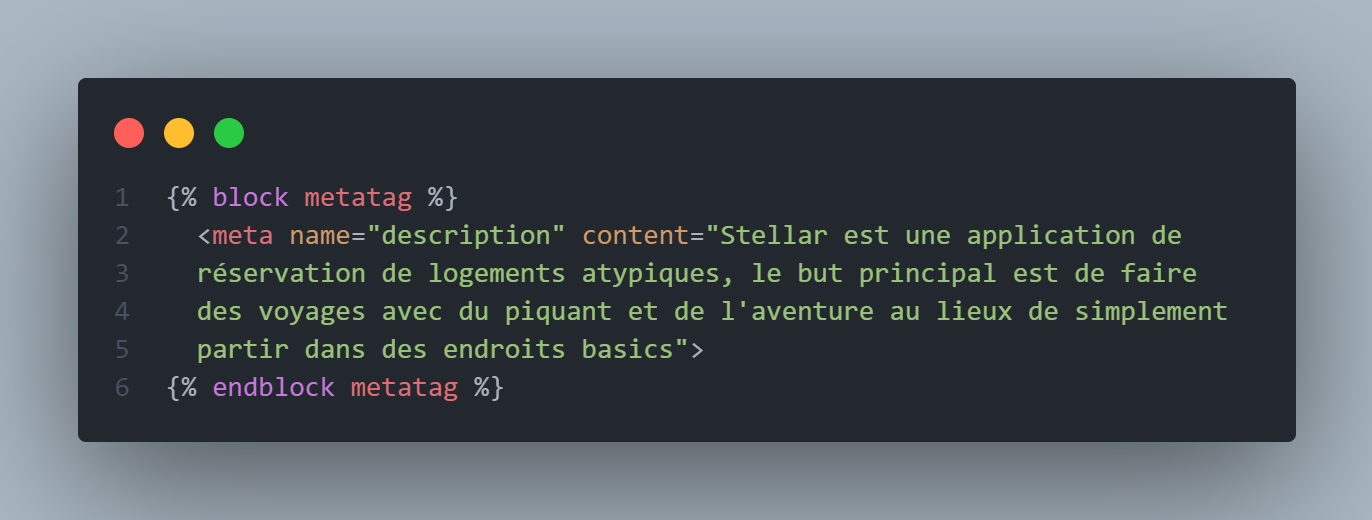 1 {% block metatag %}
2 <meta name="description" content="Stellar est une application de
3 réservation de logements atypiques, le but principal est de faire
4 des voyages avec du piquant et de l'aventure au lieux de simplement
5 partir dans des endroits basics">
6 {% endblock metatag %}